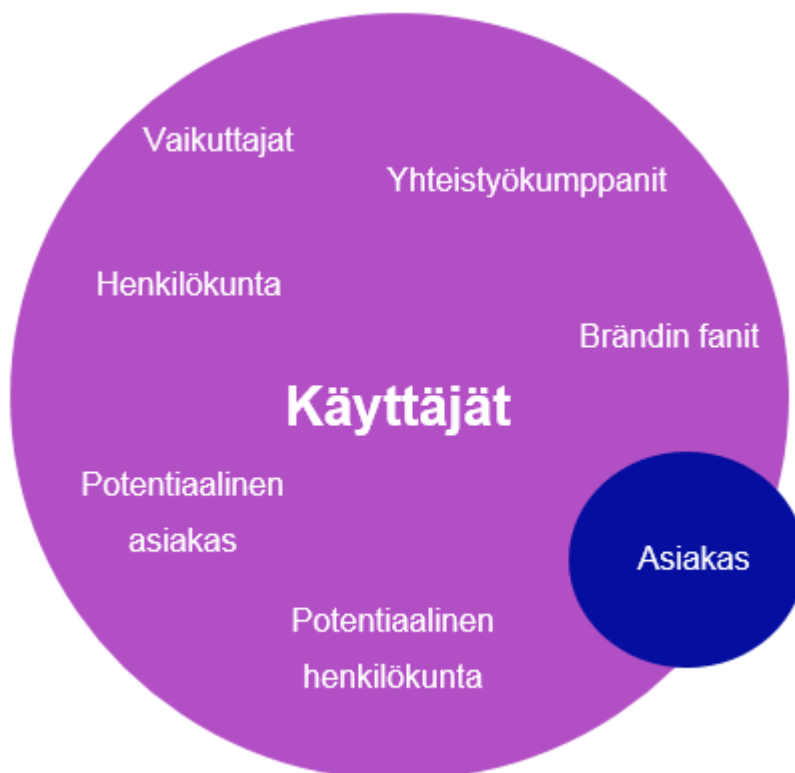 Vaikuttajat
Yhteistyökumppanit
Henkilökunta
Brändin fanit
Käyttäjät
Potentiaalinen
asiakas
Asiakas
Potentiaalinen
henkilökunta